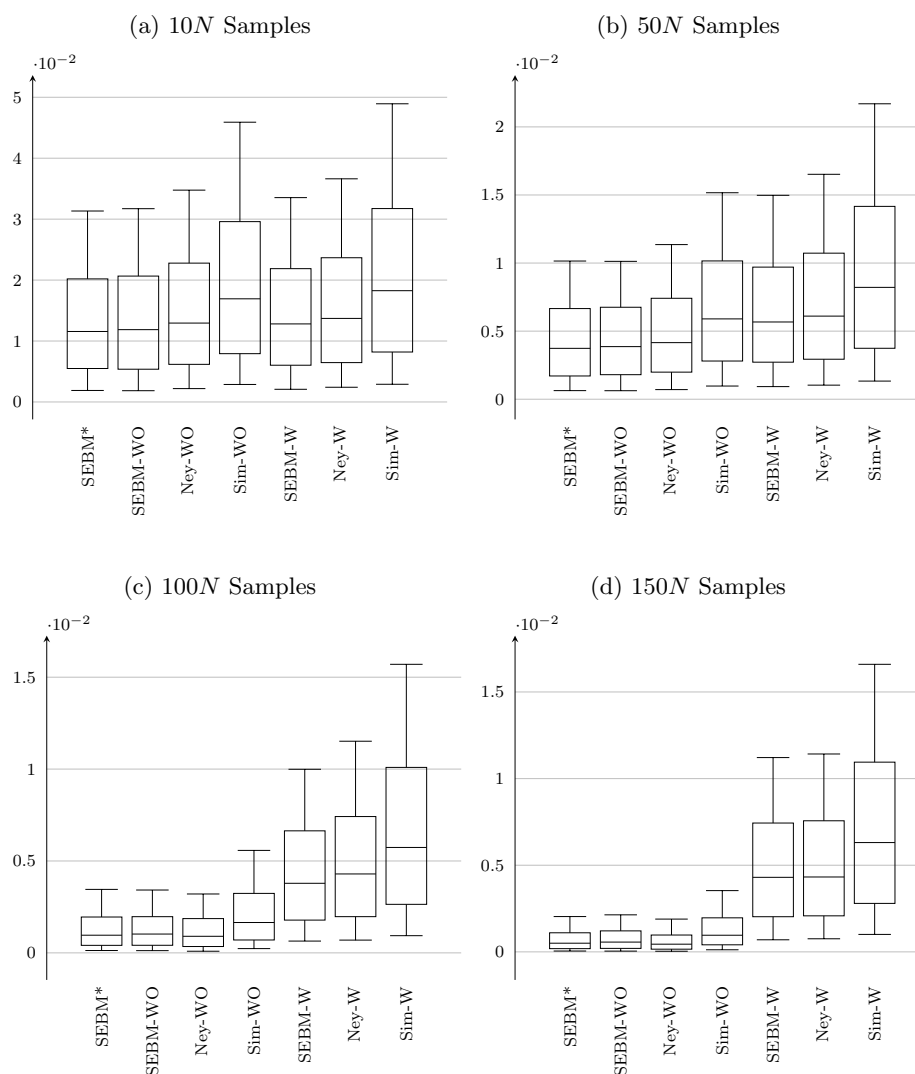 (a) 10N Samples
·10−2
5
4
3
2
1
0
SEBM*
SEBM-WO
Ney-WO
Sim-WO
SEBM-W
Ney-W
Sim-W
(b) 50N Samples
·10−2
2
1.5
1
0.5
0
SEBM*
SEBM-WO
Ney-WO
Sim-WO
SEBM-W
Ney-W
Sim-W
(c) 100N Samples
·10−2
1.5
1
0.5
0
SEBM*
SEBM-WO
Ney-WO
Sim-WO
SEBM-W
Ney-W
Sim-W
(d) 150N Samples
·10−2
1.5
1
0.5
0
SEBM*
SEBM-WO
Ney-WO
Sim-WO
SEBM-W
Ney-W
Sim-W